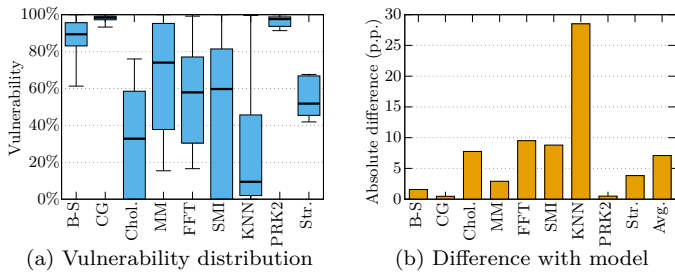 100%
80%
60%
40%
20%
0%
Vulnerability
B-S
CG
Chol.
MM
FFT
SMI
KNN
PRK2
Str.
(a) Vulnerability distribution
30
25
20
15
10
5
0
Absolute difference (p.p.)
B-S
CG
Chol.
MM
FFT
SMI
KNN
PRK2
Str.
Avg.
(b) Difference with model